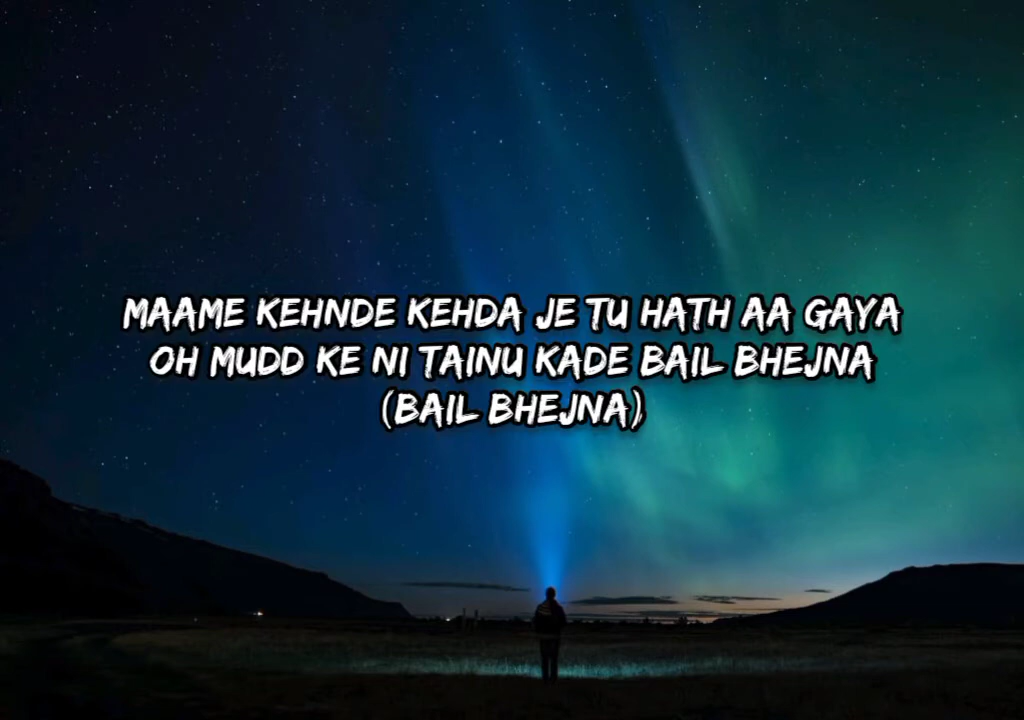 MAAME KEHNDE KEHDA JE TU HATH AA GAYA
OH MUDD KE NI TAINU KADE BAIL BHEJNA
(BAIL BHEJNA)